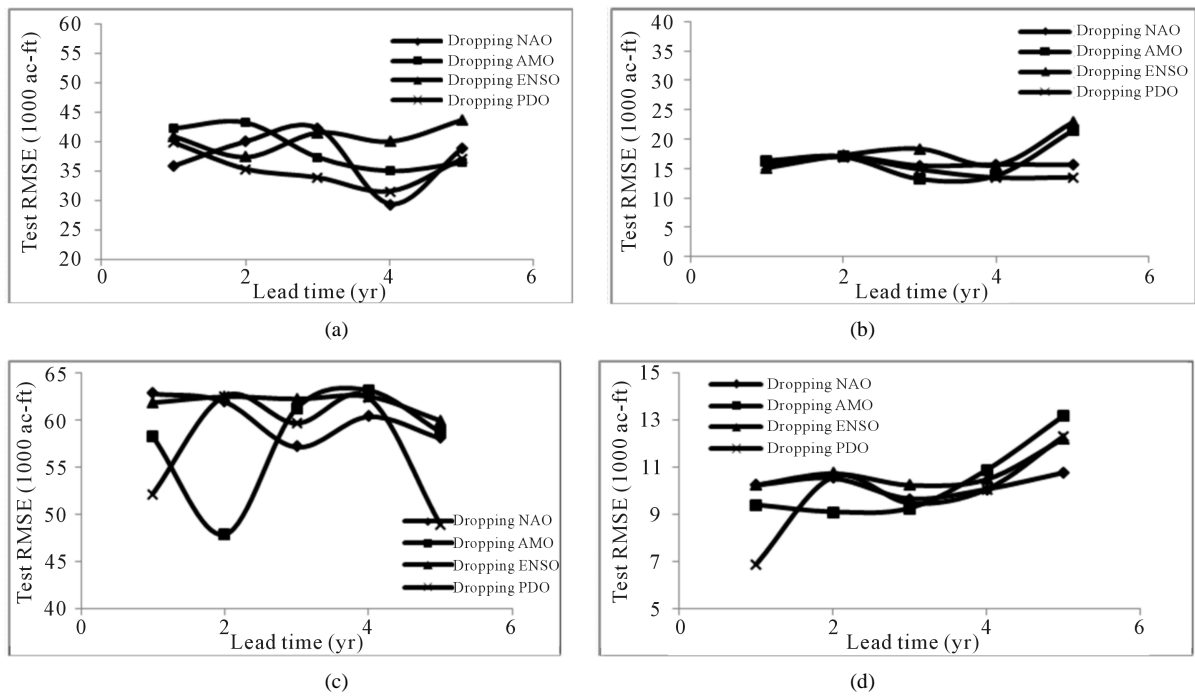 60
55
50
45
40
35
30
25
20
0
2
4
6
Test RMSE (1000 ac-ft)
Lead time (yr)
Dropping NAO
Dropping AMO
Dropping ENSO
Dropping PDO
(a)
40
35
30
25
20
15
10
5
0
0
2
4
6
Test RMSE (1000 ac-ft)
Lead time (yr)
Dropping NAO
Dropping AMO
Dropping ENSO
Dropping PDO
(b)
65
60
55
50
45
40
0
2
4
6
Test RMSE (1000 ac-ft)
Lead time (yr)
Dropping NAO
Dropping AMO
Dropping ENSO
Dropping PDO
(c)
15
13
11
9
7
5
0
2
4
6
Test RMSE (1000 ac-ft)
Lead time (yr)
Dropping NAO
Dropping AMO
Dropping ENSO
Dropping PDO
(d)